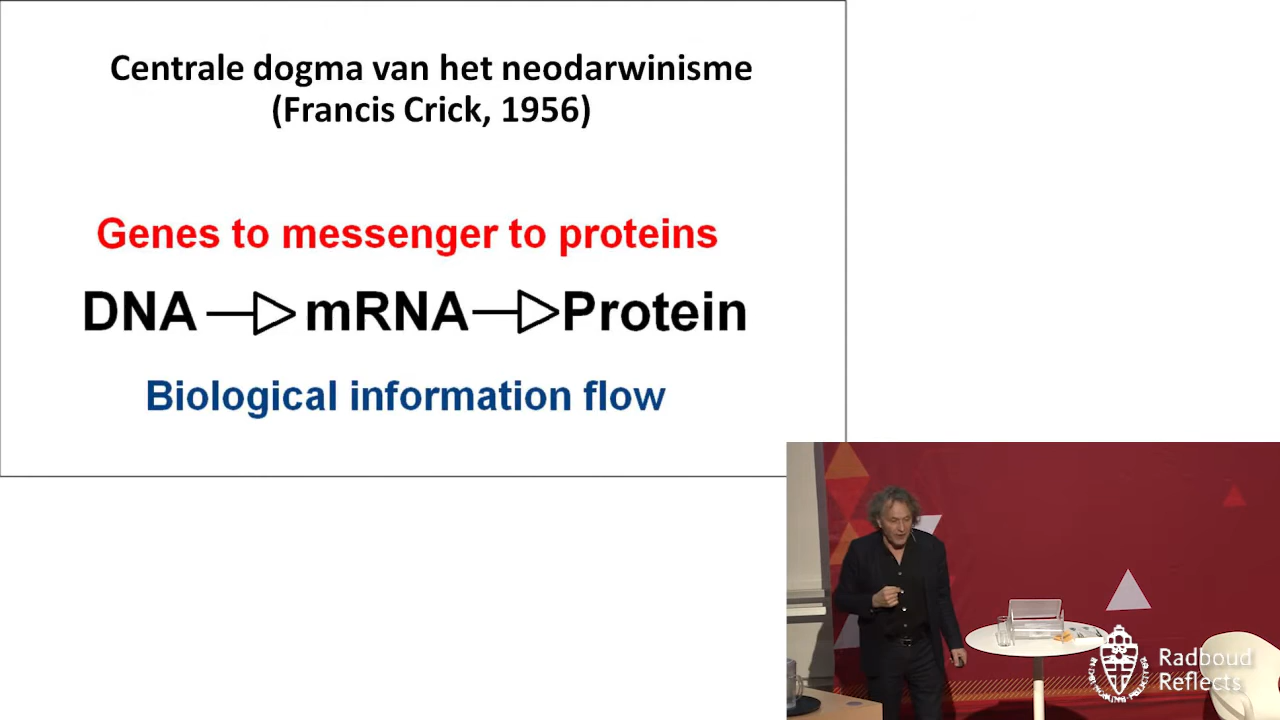 Centrale dogma van het neodarwinisme
(Francis Crick, 1956)
Genes to messenger to proteins
DNA mRNA Protein
Biological information flow
Radboud
Reflects